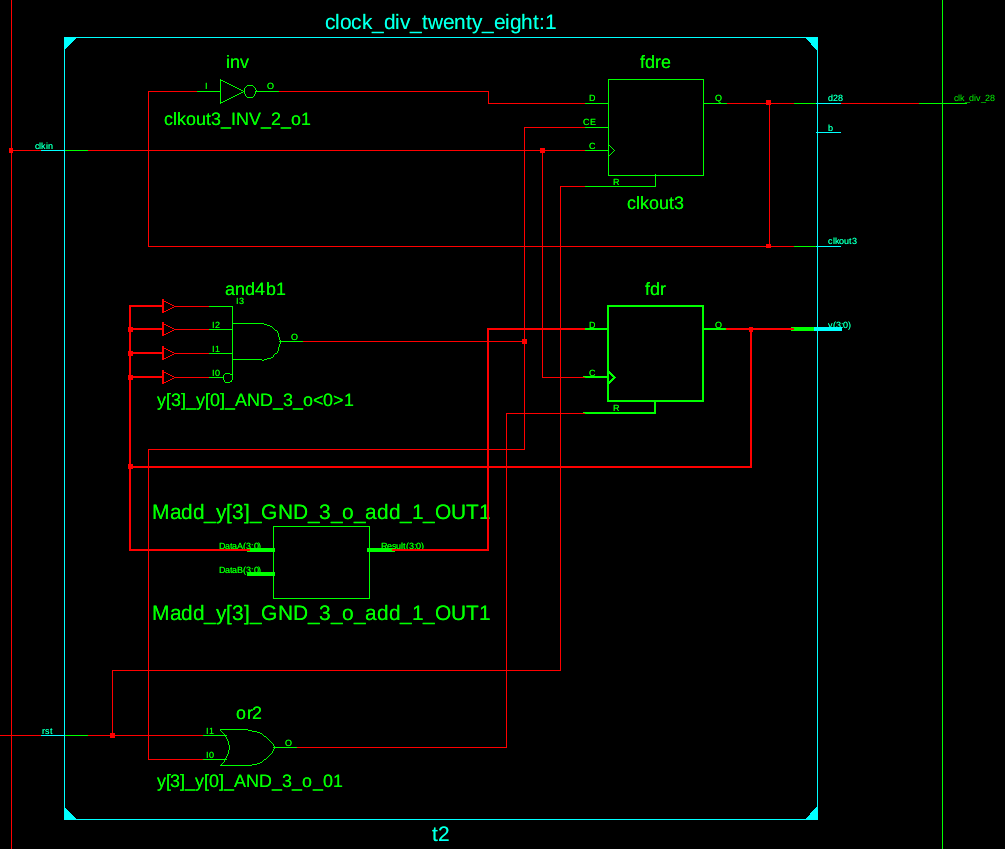 clock_div_twenty_eight:1
inv
fdre
I
O
D
Q
d28
clk_div_28
clkout3_INV_2_o1
CE
b
clkin
C
R
clkout3
clkout3
and4b1
fdr
I3
I2
D
Q
y(3:0)
O
I1
I0
C
y[3]_y[0]_AND_3_o<0>1
R
Madd_y[3]_GND_3_o_add_1_OUT1
DataA(3:0)
Result(3:0)
DataB(3:0)
Madd_y[3]_GND_3_o_add_1_OUT1
or2
rst
I1
O
I0
y[3]_y[0]_AND_3_o_01
t2